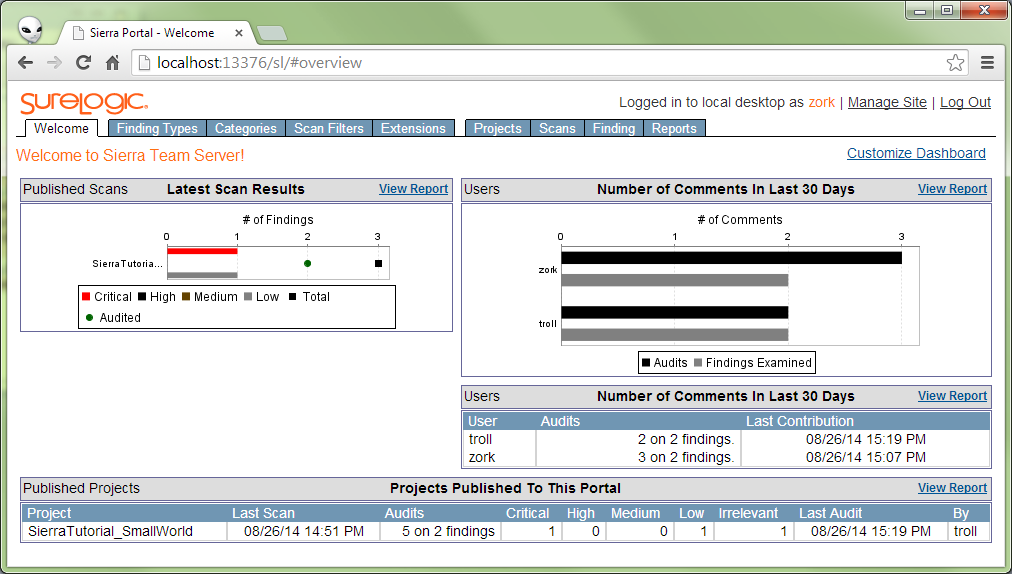 Sierra Portal - Welcome
localhost:13376/sl/#overview
SureLogic
Logged in to local desktop as zork | Manage Site | Log Out
Welcome Finding Types Categories Scan Filters Extensions Projects Scans Finding Reports
Welcome to Sierra Team Server!
Customize Dashboard
Published Scans Latest Scan Results View Report
# of Findings
0 1 2 3
SierraTutoria...
Critical High Medium Low Total
Audited
Users Number of Comments In Last 30 Days View Report
# of Comments
0 1 2 3
zork
troll
Audits Findings Examined
Users Number of Comments In Last 30 Days View Report
User Audits Last Contribution
troll 2 on 2 findings. 08/26/14 15:19 PM
zork 3 on 2 findings. 08/26/14 15:07 PM
Published Projects Projects Published To This Portal View Report
Project Last Scan Audits Critical High Medium Low Irrelevant Last Audit By
SierraTutorial_SmallWorld 08/26/14 14:51 PM 5 on 2 findings 1 0 0 1 1 08/26/14 15:19 PM troll